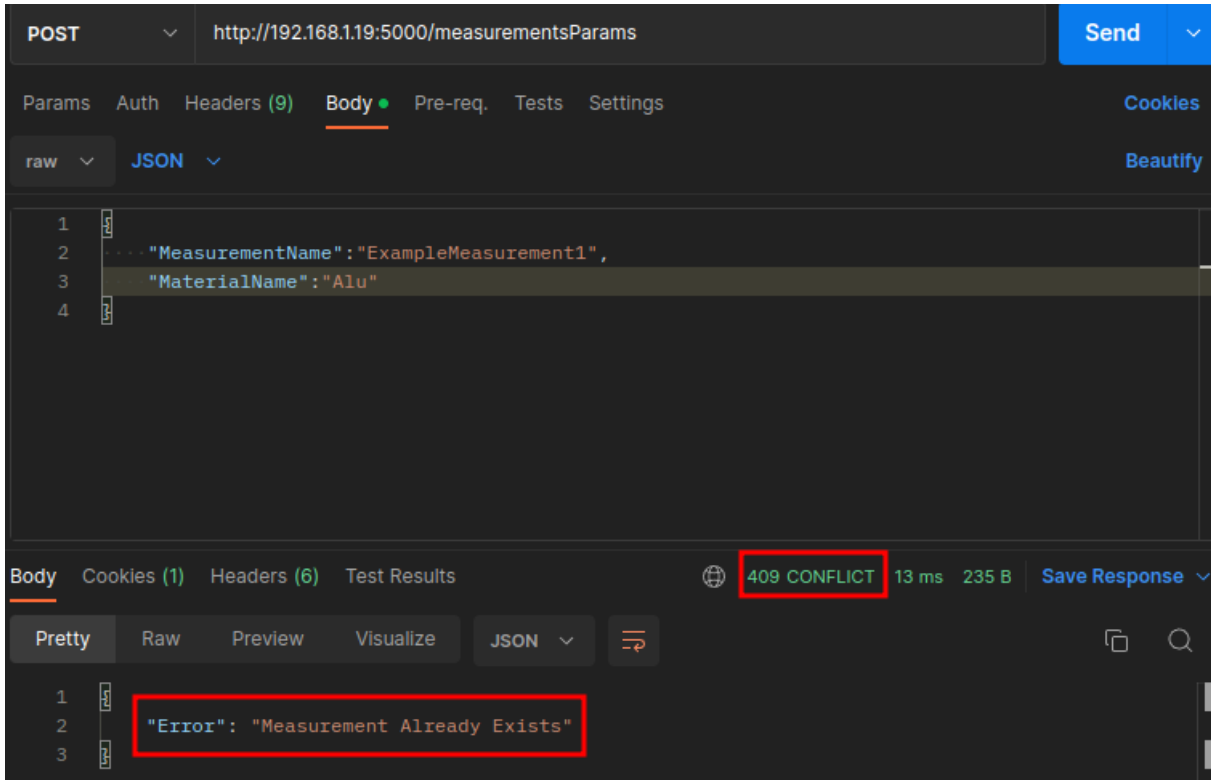 POST http://192.168.1.19:5000/measurementsParams Send
Params Auth Headers (9) Body Pre-req. Tests Settings Cookies
raw JSON Beautify
1 {
2 "MeasurementName":"ExampleMeasurement1",
3 "MaterialName":"Alu"
4 }
Body Cookies (1) Headers (6) Test Results 409 CONFLICT 13 ms 235 B Save Response
Pretty Raw Preview Visualize JSON
1 {
2 "Error": "Measurement Already Exists"
3 }